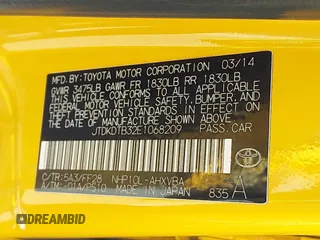 MFD. BY: TOYOTA MOTOR CORPORATION 03/14
GVWR 3475LB GAWR FR 1830LB RR 1830LB
THIS VEHICLE CONFORMS TO ALL APPLICABLE
FEDERAL MOTOR VEHICLE SAFETY, BUMPER, AND
THEFT PREVENTION STANDARDS IN EFFECT ON
THE DATE OF MANUFACTURE SHOWN ABOVE.
JTDKDTB32E1068209 PASS.CAR
C/TR:5A3/FF28 NHP10L-AHXVBA
A/TM: 01A/P510 MADE IN JAPAN 835 A
TOYOTA
DREAMBID